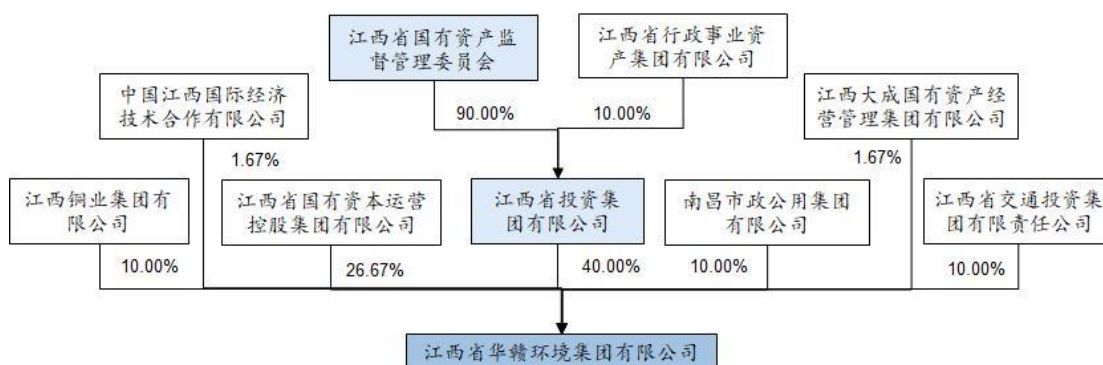 江西省国有资产监
督管理委员会
江西省行政事业资
产集团有限公司
中国江西国际经济
技术合作有限公司
江西大成国有资产经
营管理集团有限公司
90.00%
10.00%
1.67%
1.67%
江西铜业集团有
限公司
江西省国有资本运营
控股集团有限公司
江西省投资集
团有限公司
南昌市政公用集团
有限公司
江西省交通投资集
团有限责任公司
10.00%
26.67%
40.00%
10.00%
10.00%
江西省华赣环境集团有限公司